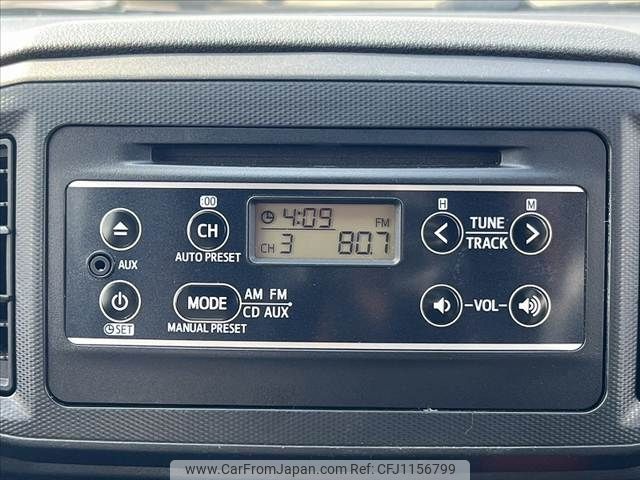 :00
H
M
4:09
FM
CH
TUNE
TRACK
CH 3 80.7
AUX
AUTO PRESET
MODE
AM FM
CD AUX
VOL
SET
MANUAL PRESET
www.CarFromJapan.com | CFJ1156799